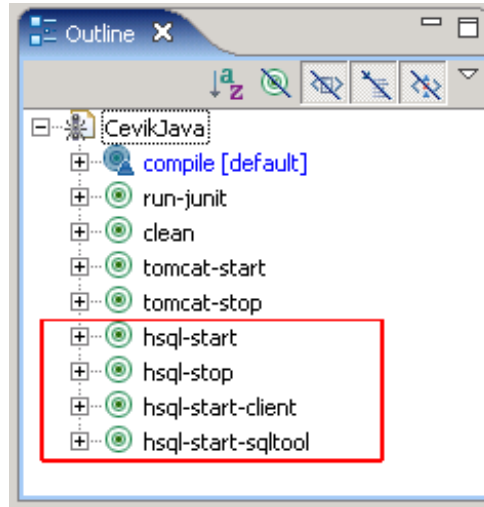 Outline
CevikJava
compile [default]
run-junit
clean
tomcat-start
tomcat-stop
hsql-start
hsql-stop
hsql-start-client
hsql-start-sqltool